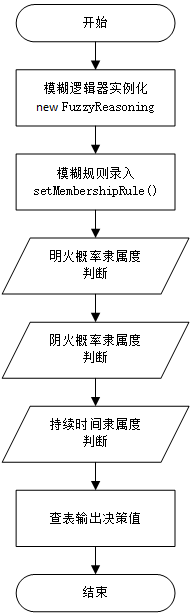 开始
模糊逻辑器实例化
new FuzzyReasoning
模糊规则录入
setMembershipRule()
明火概率隶属度
判断
阴火概率隶属度
判断
持续时间隶属度
判断
查表输出决策值
结束